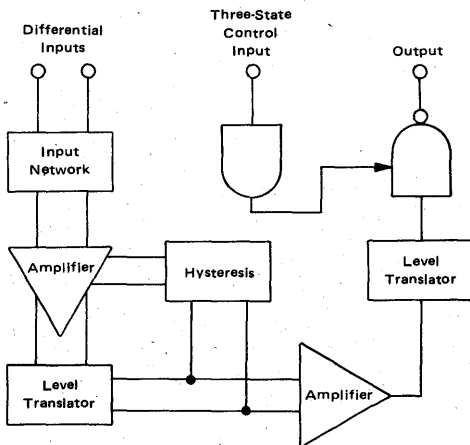 Differential
Inputs
Three-State
Control
Input
Output
Input
Network
Amplifier
Hysteresis
Level
Translator
Level
Translator
Amplifier